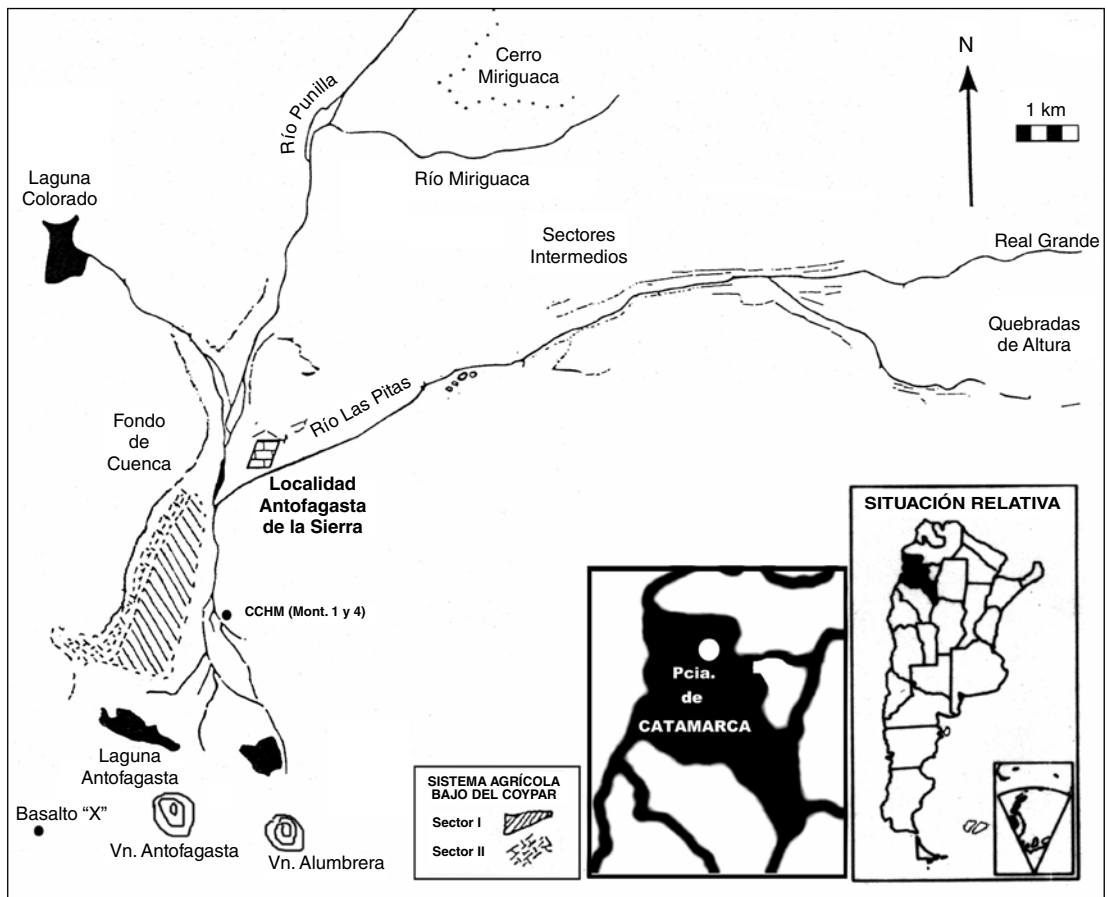 Cerro
Miriguaca
N
1 km
Río Punilla
Río Miriguaca
Laguna
Colorado
Sectores
Intermedios
Real Grande
Quebradas
de Altura
Río Las Pitas
Fondo
de
Cuenca
Localidad
Antofagasta
de la Sierra
SITUACIÓN RELATIVA
CCHM (Mont. 1 y 4)
Pcia.
de
CATAMARCA
Laguna
Antofagasta
Basalto “X”
Vn. Antofagasta
Vn. Alumbrera
SISTEMA AGRÍCOLA
BAJO DEL COYPAR
Sector I
Sector II